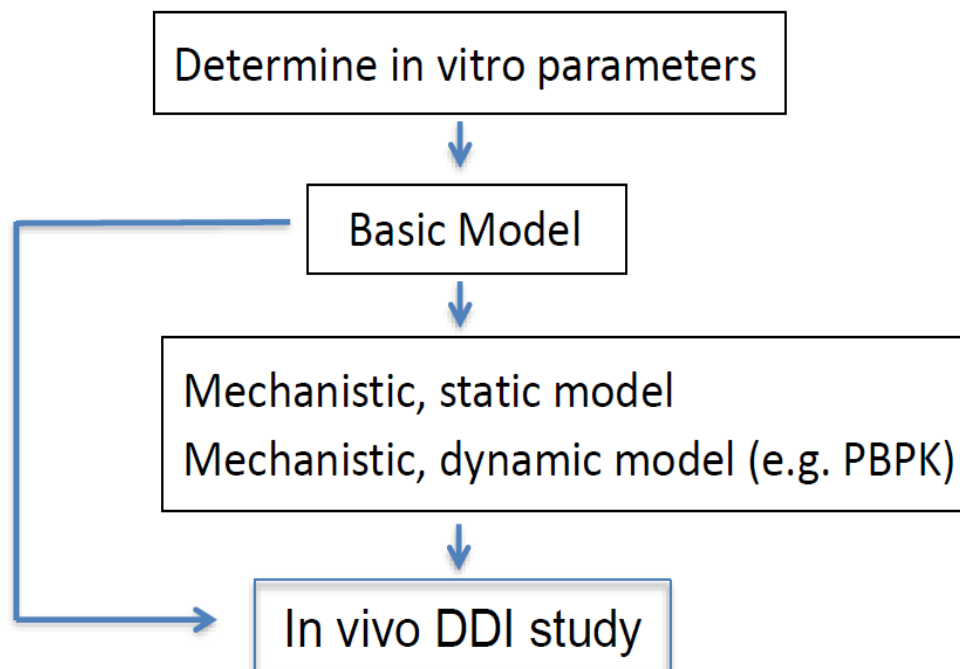 Determine in vitro parameters
Basic Model
Mechanistic, static model
Mechanistic, dynamic model (e.g. PBPK)
In vivo DDI study